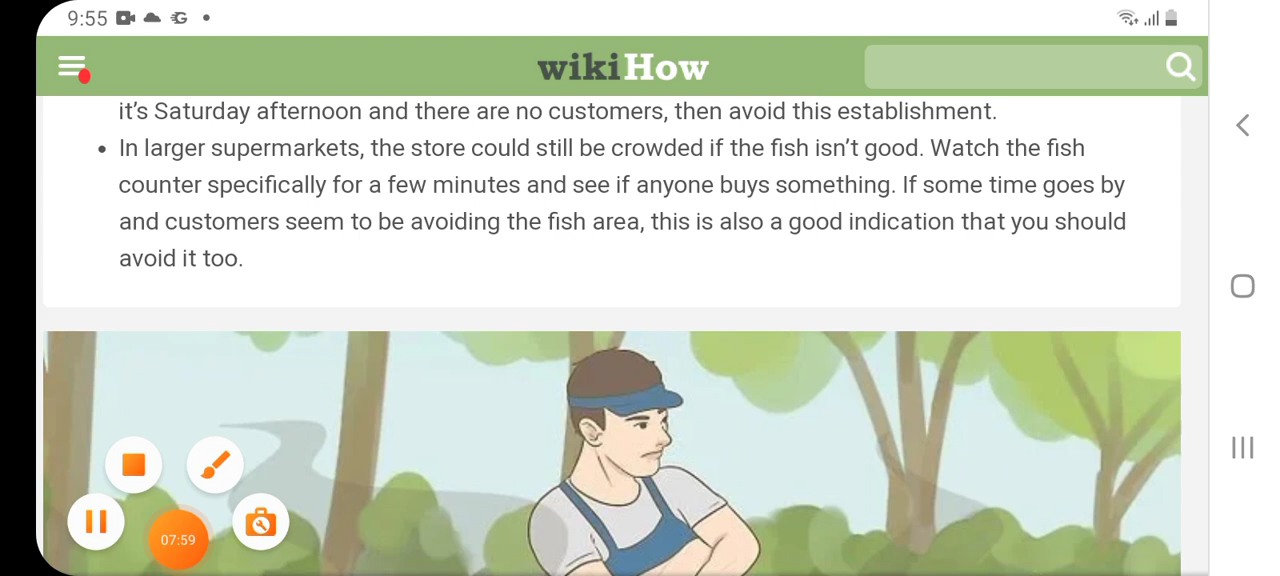 9:55
wikiHow
it’s Saturday afternoon and there are no customers, then avoid this establishment.
• In larger supermarkets, the store could still be crowded if the fish isn’t good. Watch the fish
counter specifically for a few minutes and see if anyone buys something. If some time goes by
and customers seem to be avoiding the fish area, this is also a good indication that you should
avoid it too.
07:59